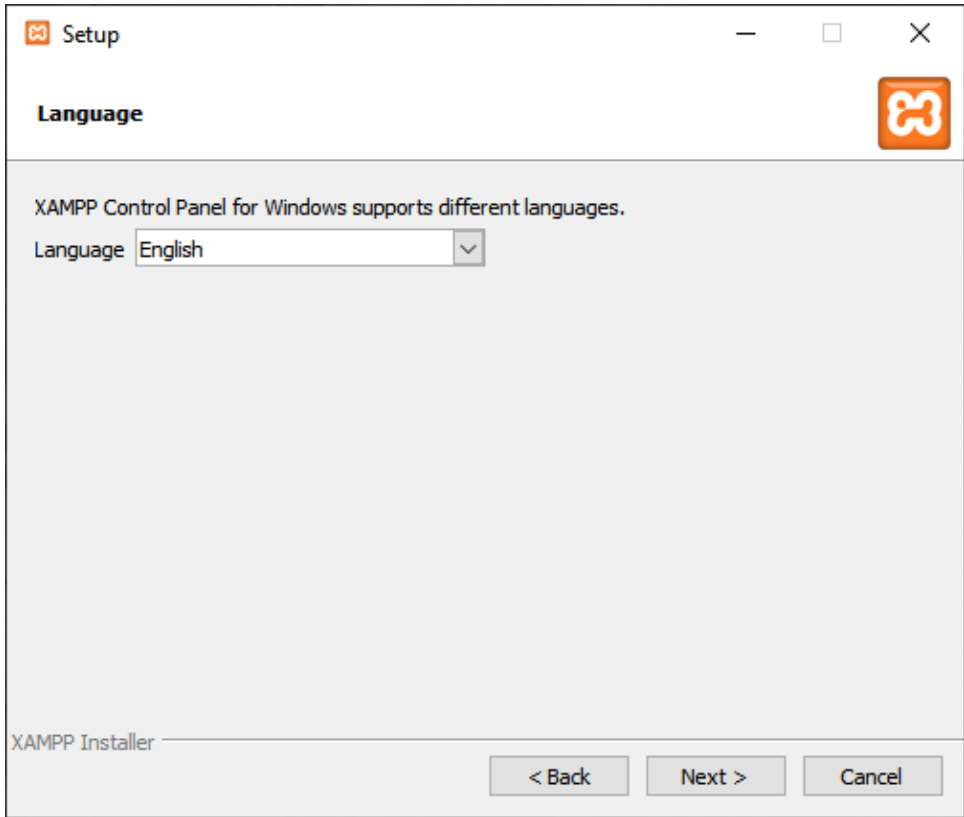 Setup
Language
XAMPP Control Panel for Windows supports different languages.
Language English
XAMPP Installer
< Back Next > Cancel